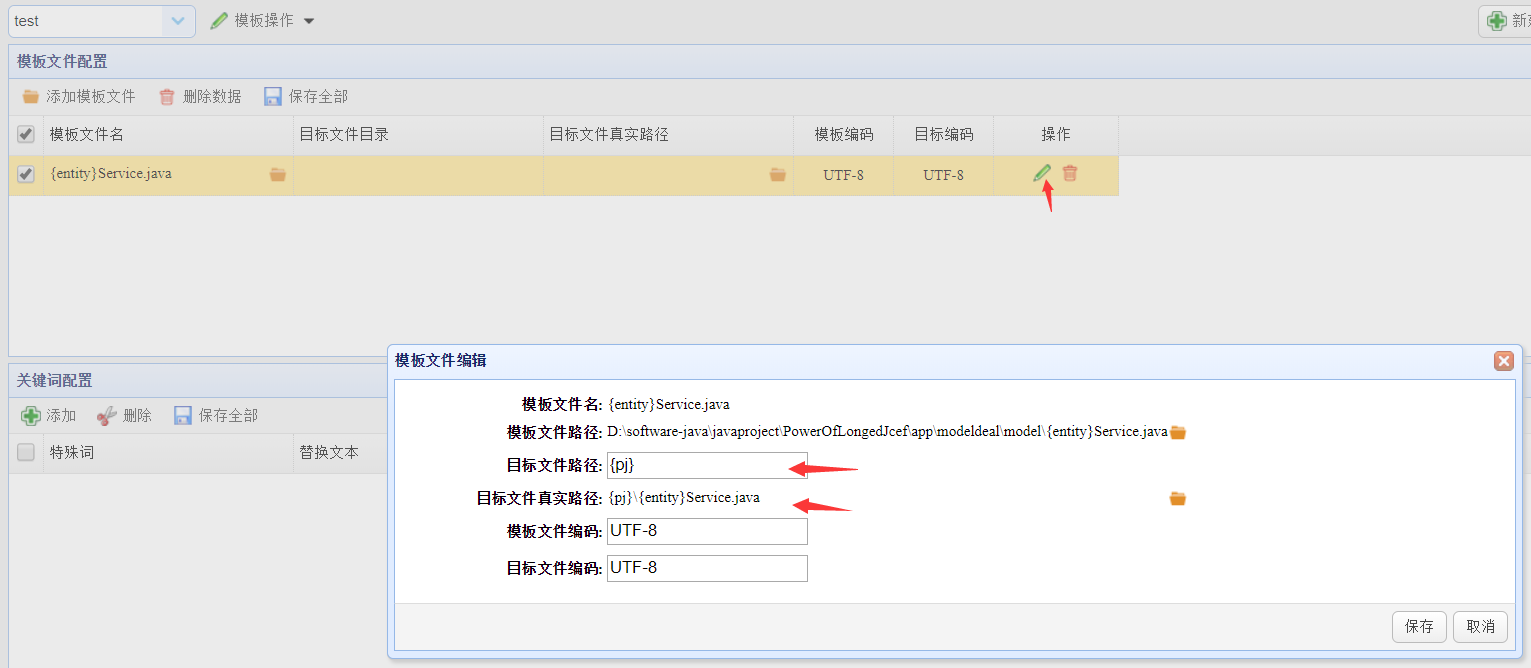 test 模板操作 新建
模板文件配置
添加模板文件 删除数据 保存全部
模板文件名 目标文件目录 目标文件真实路径 模板编码 目标编码 操作
{entity}Service.java UTF-8 UTF-8
模板文件编辑
模板文件名: {entity}Service.java
模板文件路径: D:\software-java\javaproject\PowerOfLongedJcef\app\modeldeal\model\{entity}Service.java
目标文件路径: {pj}
目标文件真实路径: {pj}\{entity}Service.java
模板文件编码: UTF-8
目标文件编码: UTF-8
保存 取消
关键词配置
添加 删除 保存全部
特殊词 替换文本